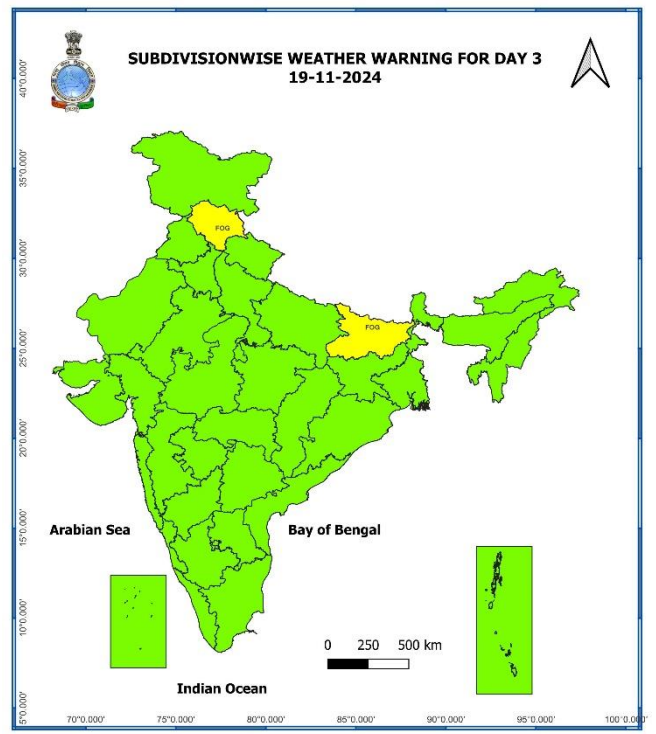 SUBDIVISIONWISE WEATHER WARNING FOR DAY 3
19-11-2024
40°0.000'
35°0.000'
FOG
30°0.000'
FOG
25°0.000'
20°0.000'
15°0.000'
Arabian Sea
Bay of Bengal
10°0.000'
0 250 500 km
Indian Ocean
5°0.000'
70°0.000' 75°0.000' 80°0.000' 85°0.000' 90°0.000' 95°0.000' 100°0.000'